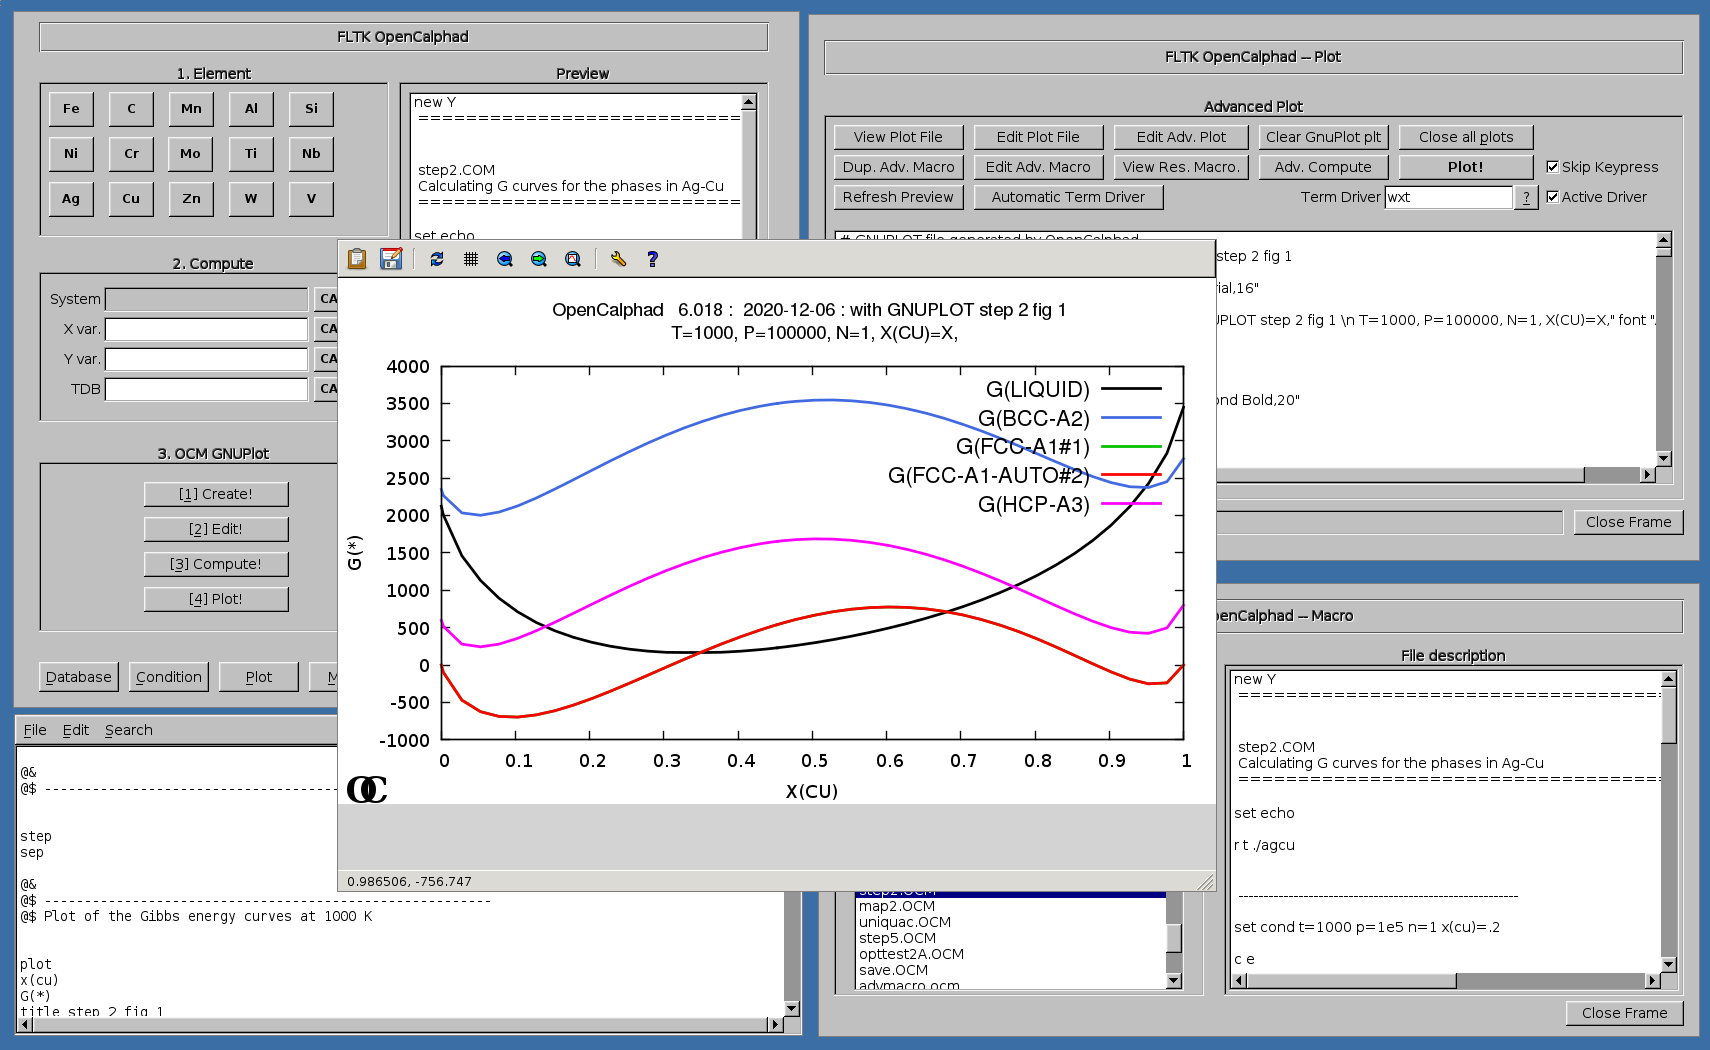 FLTK OpenCalphad
1. Element
Fe C Mn Al Si
Ni Cr Mo Ti Nb
Ag Cu Zn W V
Preview
new Y
=============================
step2.COM
Calculating G curves for the phases in Ag-Cu
=============================
set echo
2. Compute
System CA
X var. CA
Y var. CA
TDB CA
3. OCM GNUPlot
[1] Create!
[2] Edit!
[3] Compute!
[4] Plot!
Database Condition Plot M
FLTK OpenCalphad -- Plot
Advanced Plot
View Plot File Edit Plot File Edit Adv. Plot Clear GnuPlot plt Close all plots
Dup. Adv. Macro Edit Adv. Macro View Res. Macro. Adv. Compute Plot! Skip Keypress
Refresh Preview Automatic Term Driver Term Driver wxt ? Active Driver
# GNUPLOT file generated by OpenCalphad
step 2 fig 1
ial,16"
UPLOT step 2 fig 1 \n T=1000, P=100000, N=1, X(CU)=X," font "
ond Bold,20"
Close Frame
OpenCalphad 6.018 : 2020-12-06 : with GNUPLOT step 2 fig 1
T=1000, P=100000, N=1, X(CU)=X,
G(LIQUID)
G(BCC-A2)
G(FCC-A1#1)
G(FCC-A1-AUTO#2)
G(HCP-A3)
4000
3500
3000
2500
2000
1500
1000
500
0
-500
-1000
G(*)
0 0.1 0.2 0.3 0.4 0.5 0.6 0.7 0.8 0.9 1
X(CU)
OC
0.986506, -756.747
File Edit Search
@&
@$ -------------------------------------
step
sep
@&
@$ ---------------------------------------------------------
@$ Plot of the Gibbs energy curves at 1000 K
plot
x(cu)
G(*)
title step 2 fig 1
OpenCalphad -- Macro
step2.OCM
map2.OCM
uniquac.OCM
step5.OCM
opttest2A.OCM
save.OCM
advmacro.ocm
File description
new Y
======================================
step2.COM
Calculating G curves for the phases in Ag-Cu
======================================
set echo
r t ./agcu
--------------------------------------------------------
set cond t=1000 p=1e5 n=1 x(cu)=.2
c e
Close Frame